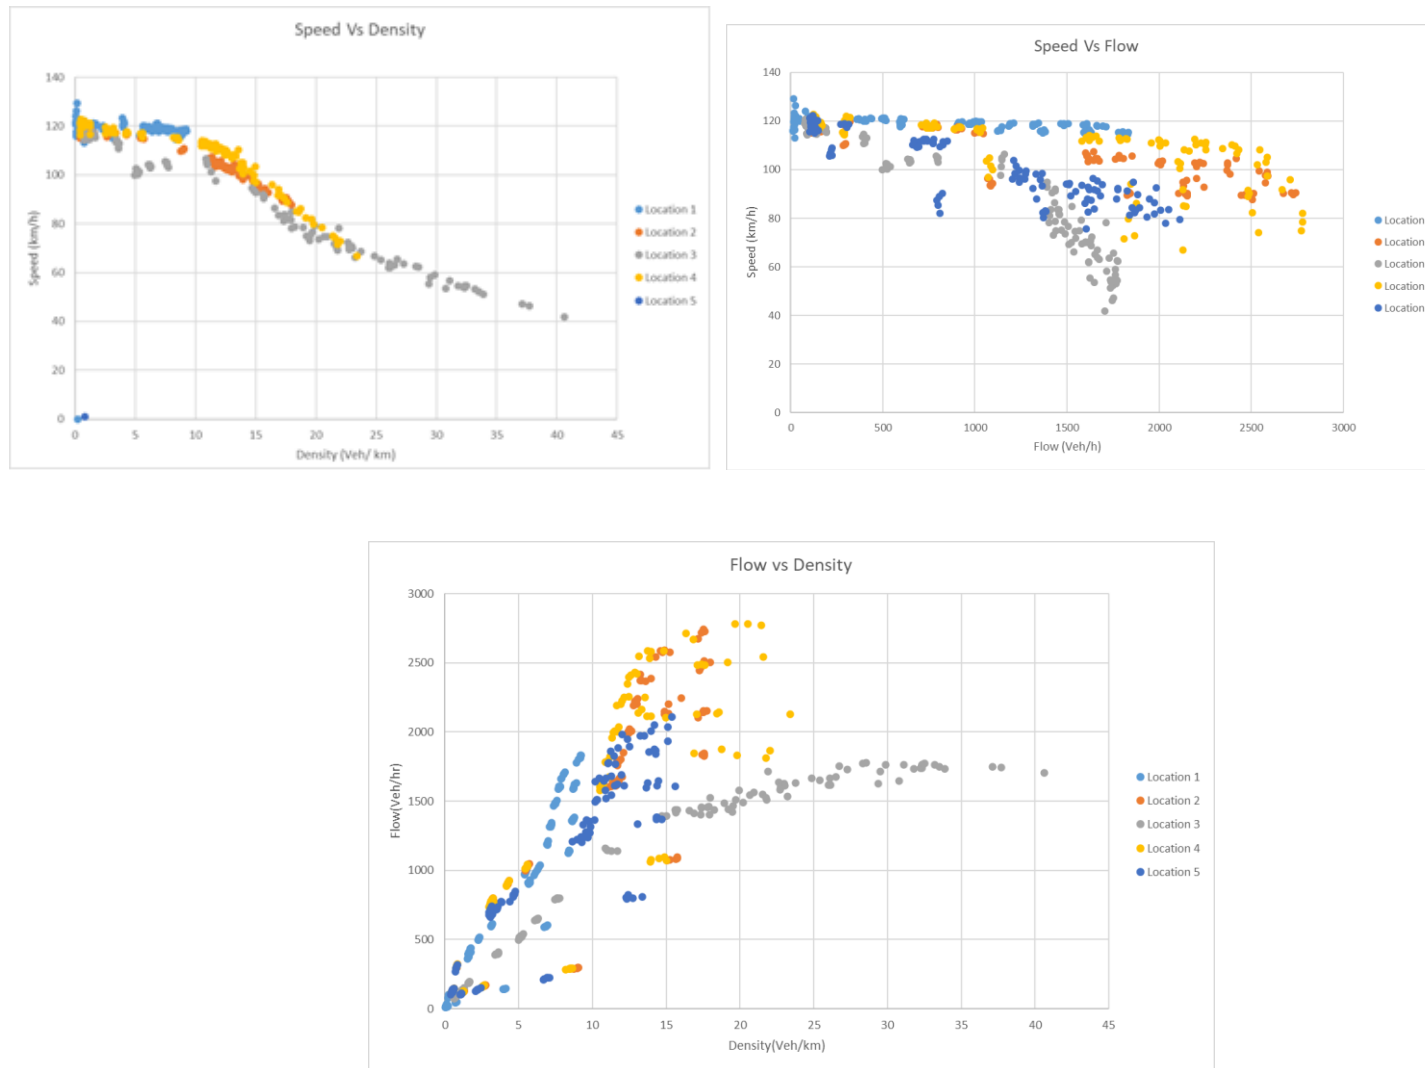 Speed Vs Density
140
120
100
80
60
40
20
0
0 5 10 15 20 25 30 35 40 45
Speed (km/h)
Density (Veh/ km)
Location 1
Location 2
Location 3
Location 4
Location 5
Speed Vs Flow
140
120
100
80
60
40
20
0
0 500 1000 1500 2000 2500 3000
Speed (km/h)
Flow (Veh/h)
Location
Location
Location
Location
Location
Flow vs Density
3000
2500
2000
1500
1000
500
0
0 5 10 15 20 25 30 35 40 45
Flow(Veh/hr)
Density(Veh/km)
Location 1
Location 2
Location 3
Location 4
Location 5